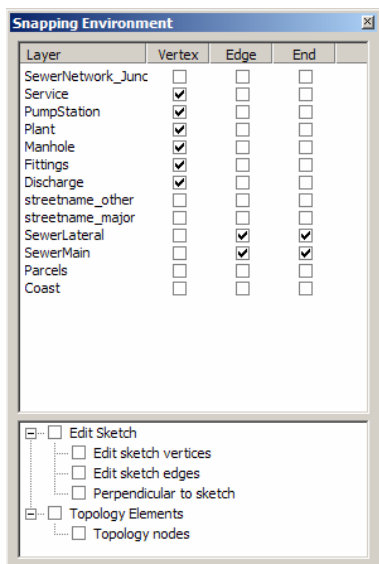 Snapping Environment
Layer Vertex Edge End
SewerNetwork_Junc
Service
PumpStation
Plant
Manhole
Fittings
Discharge
streetname_other
streetname_major
SewerLateral
SewerMain
Parcels
Coast
Edit Sketch
Edit sketch vertices
Edit sketch edges
Perpendicular to sketch
Topology Elements
Topology nodes